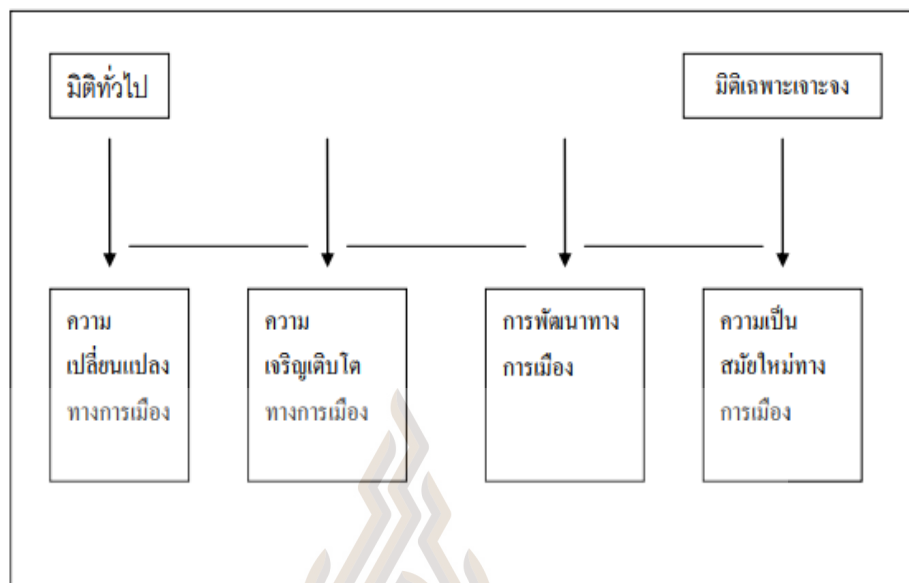 มิติทั่วไป
มิติเฉพาะเจาะจง
ความ
เปลี่ยนแปลง
ทางการเมือง
ความ
เจริญเติบโต
ทางการเมือง
การพัฒนาทาง
การเมือง
ความเป็น
สมัยใหม่ทาง
การเมือง